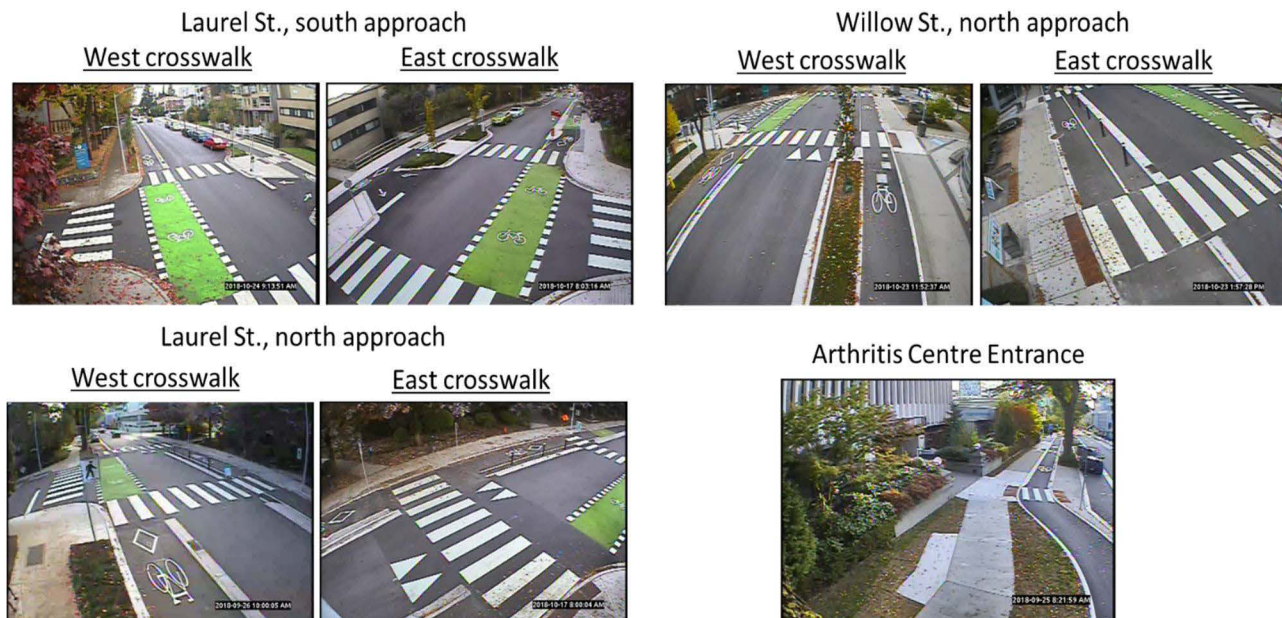 Laurel St., south approach
West crosswalk
East crosswalk
2018-10-24 9:13:51 AM
2018-10-17 8:03:16 AM
Willow St., north approach
West crosswalk
East crosswalk
2018-10-23 11:52:37 AM
2018-10-23 1:57:28 PM
Laurel St., north approach
West crosswalk
East crosswalk
2018-09-26 10:00:05 AM
2018-10-17 8:00:04 AM
Arthritis Centre Entrance
2018-09-25 8:21:59 AM